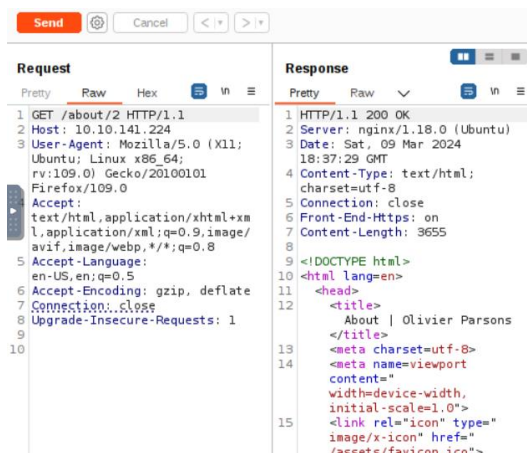 Send Cancel < >
Request
Pretty Raw Hex \n
1 GET /about/2 HTTP/1.1
2 Host: 10.10.141.224
3 User-Agent: Mozilla/5.0 (X11;
Ubuntu; Linux x86_64;
rv:109.0) Gecko/20100101
Firefox/109.0
4 Accept:
text/html,application/xhtml+xm
l,application/xml;q=0.9,image/
avif,image/webp,*/*;q=0.8
5 Accept-Language:
en-US,en;q=0.5
6 Accept-Encoding: gzip, deflate
7 Connection: close
8 Upgrade-Insecure-Requests: 1
9
10
Response
Pretty Raw \n
1 HTTP/1.1 200 OK
2 Server: nginx/1.18.0 (Ubuntu)
3 Date: Sat, 09 Mar 2024
18:37:29 GMT
4 Content-Type: text/html;
charset=utf-8
5 Connection: close
6 Front-End-Https: on
7 Content-Length: 3655
8
9 <!DOCTYPE html>
10 <html lang=en>
11 <head>
12 <title>
About | Olivier Parsons
</title>
13 <meta charset=utf-8>
14 <meta name=viewport
content="
width=device-width,
initial-scale=1.0">
15 <link rel="icon" type="
image/x-icon" href="
/assets/favicon.ico">